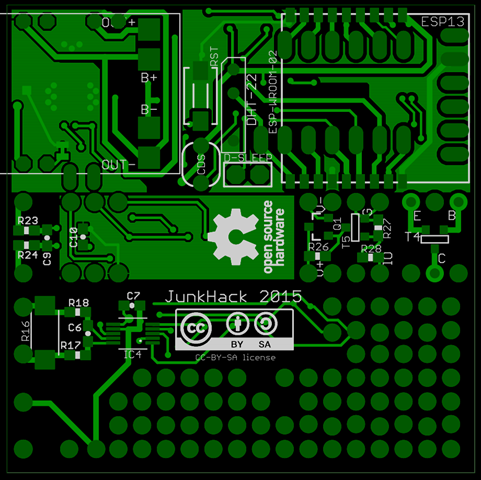 OUT+
ESP13
RST
B+
DHT-22
ESP-WROOM-02
B-
OUT-
CDS
D-SLEEP
R23
R24
C9
C10
open source
hardware
V-
Q1
R26
V+
T5
G
R27
R28
IU
E
B
T4
C
JunkHack 2015
C7
R18
R16
C6
R17
IC4
cc
BY
SA
CC-BY-SA license